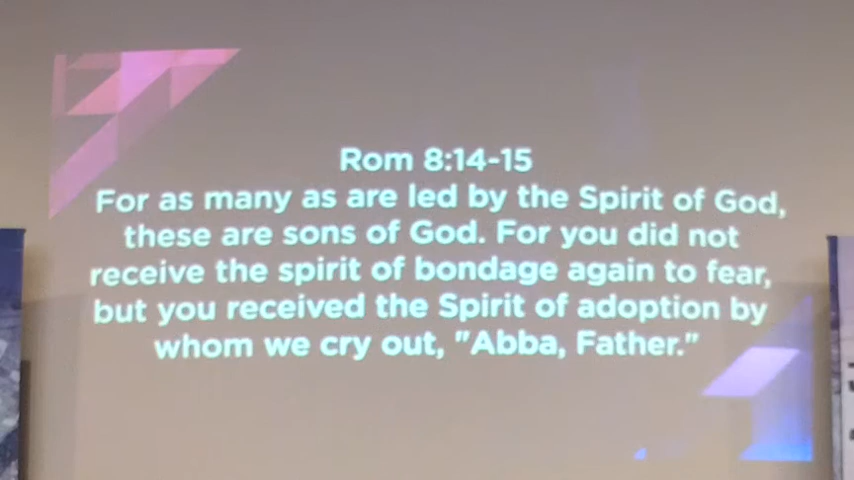 Rom 8:14-15
For as many as are led by the Spirit of God,
these are sons of God. For you did not
receive the spirit of bondage again to fear,
but you received the Spirit of adoption by
whom we cry out, "Abba, Father."